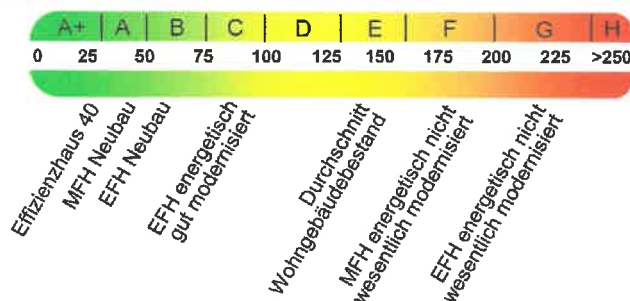 A+ A B C D E F G H
0 25 50 75 100 125 150 175 200 225 >250
Effizienzhaus 40
MFH Neubau
EFH Neubau
EFH energetisch
gut modernisiert
Durchschnitt
Wohngebäudebestand
MFH energetisch nicht
wesentlich modernisiert
EFH energetisch nicht
wesentlich modernisiert